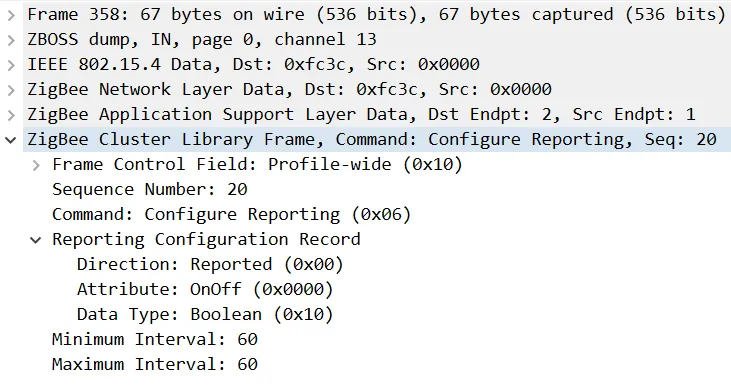 Frame 358: 67 bytes on wire (536 bits), 67 bytes captured (536 bits)
ZBOSS dump, IN, page 0, channel 13
IEEE 802.15.4 Data, Dst: 0xfc3c, Src: 0x0000
ZigBee Network Layer Data, Dst: 0xfc3c, Src: 0x0000
ZigBee Application Support Layer Data, Dst Endpt: 2, Src Endpt: 1
ZigBee Cluster Library Frame, Command: Configure Reporting, Seq: 20
Frame Control Field: Profile-wide (0x10)
Sequence Number: 20
Command: Configure Reporting (0x06)
Reporting Configuration Record
Direction: Reported (0x00)
Attribute: OnOff (0x0000)
Data Type: Boolean (0x10)
Minimum Interval: 60
Maximum Interval: 60